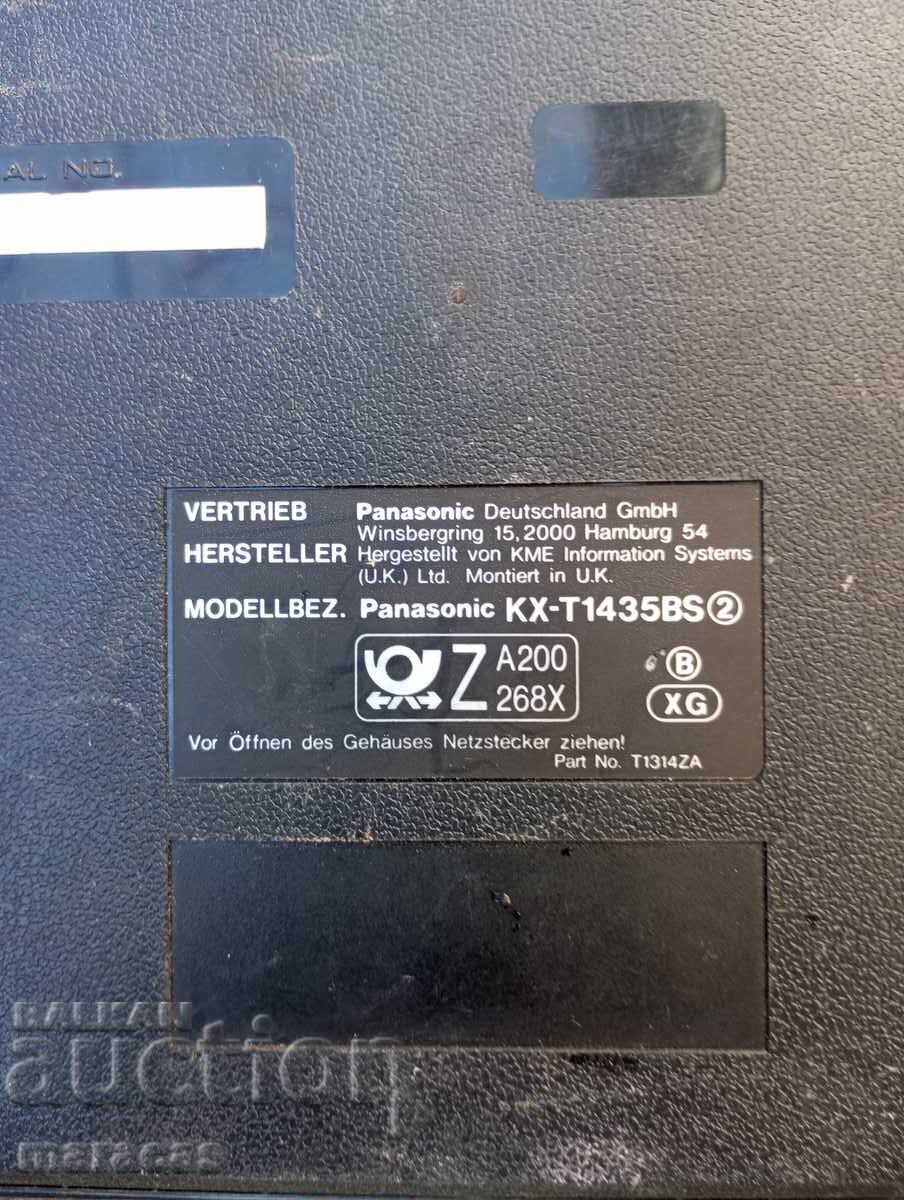 AL NO.
VERTRIEB Panasonic Deutschland GmbH
Winsbergring 15, 2000 Hamburg 54
HERSTELLER Hergestellt von KME Information Systems
(U.K.) Ltd. Montiert in U.K.
MODELLBEZ. Panasonic KX-T1435BS②
Z A200
268X
B
XG
Vor Öffnen des Gehäuses Netzstecker ziehen!
Part No. T1314ZA
BALKAN
auction
maracas